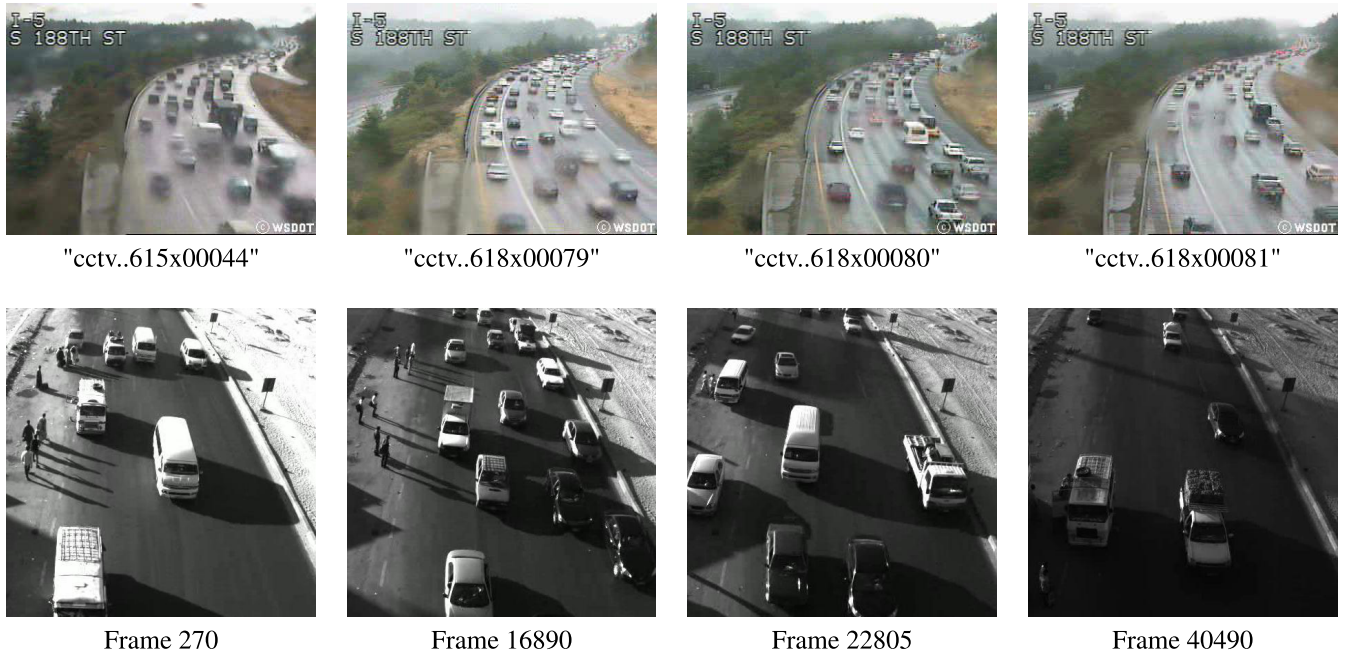 I-5
S 188TH ST
© WSDOT
I-5
S 188TH ST
© WSDOT
I-5
S 188TH ST
© WSDOT
I-5
S 188TH ST
© WSDOT
"cctv..615x00044"
"cctv..618x00079"
"cctv..618x00080"
"cctv..618x00081"
Frame 270
Frame 16890
Frame 22805
Frame 40490